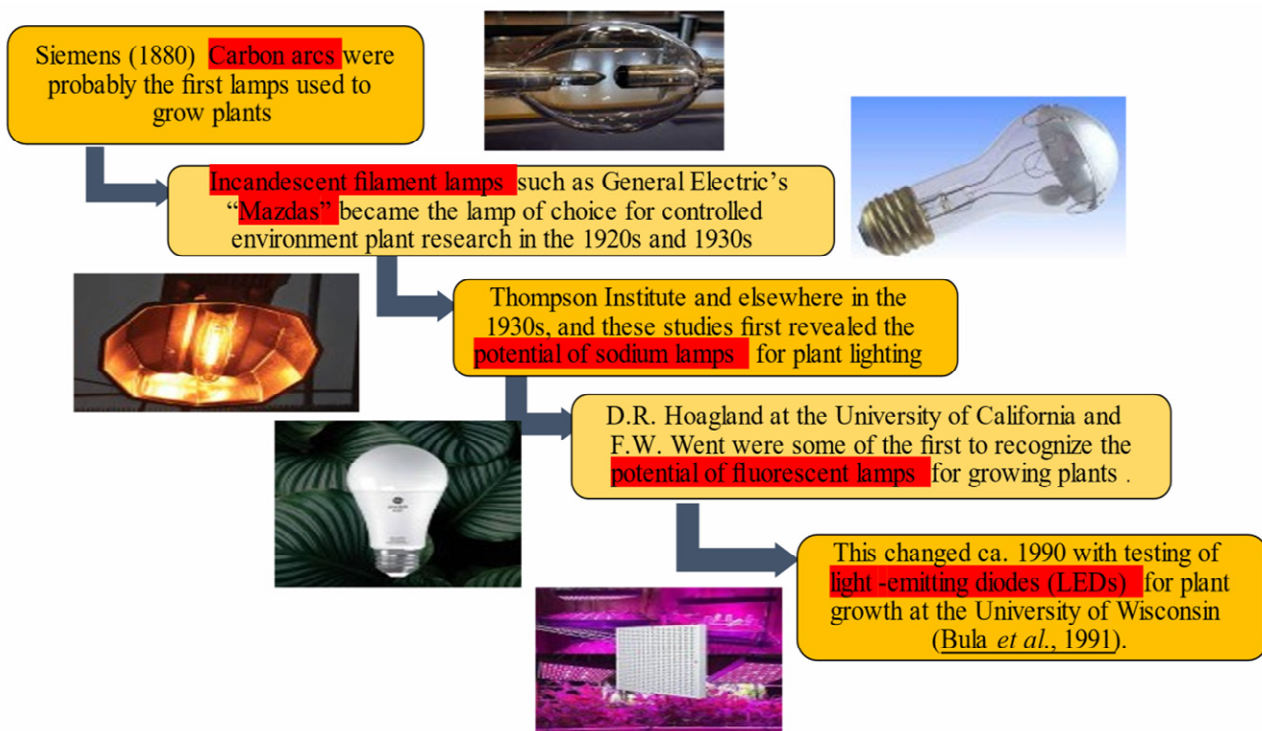 Siemens (1880) Carbon arcs were
probably the first lamps used to
grow plants
Incandescent filament lamps such as General Electric’s
“Mazdas” became the lamp of choice for controlled
environment plant research in the 1920s and 1930s
Thompson Institute and elsewhere in the
1930s, and these studies first revealed the
potential of sodium lamps for plant lighting
D.R. Hoagland at the University of California and
F.W. Went were some of the first to recognize the
potential of fluorescent lamps for growing plants .
This changed ca. 1990 with testing of
light -emitting diodes (LEDs) for plant
growth at the University of Wisconsin
(Bula et al., 1991).